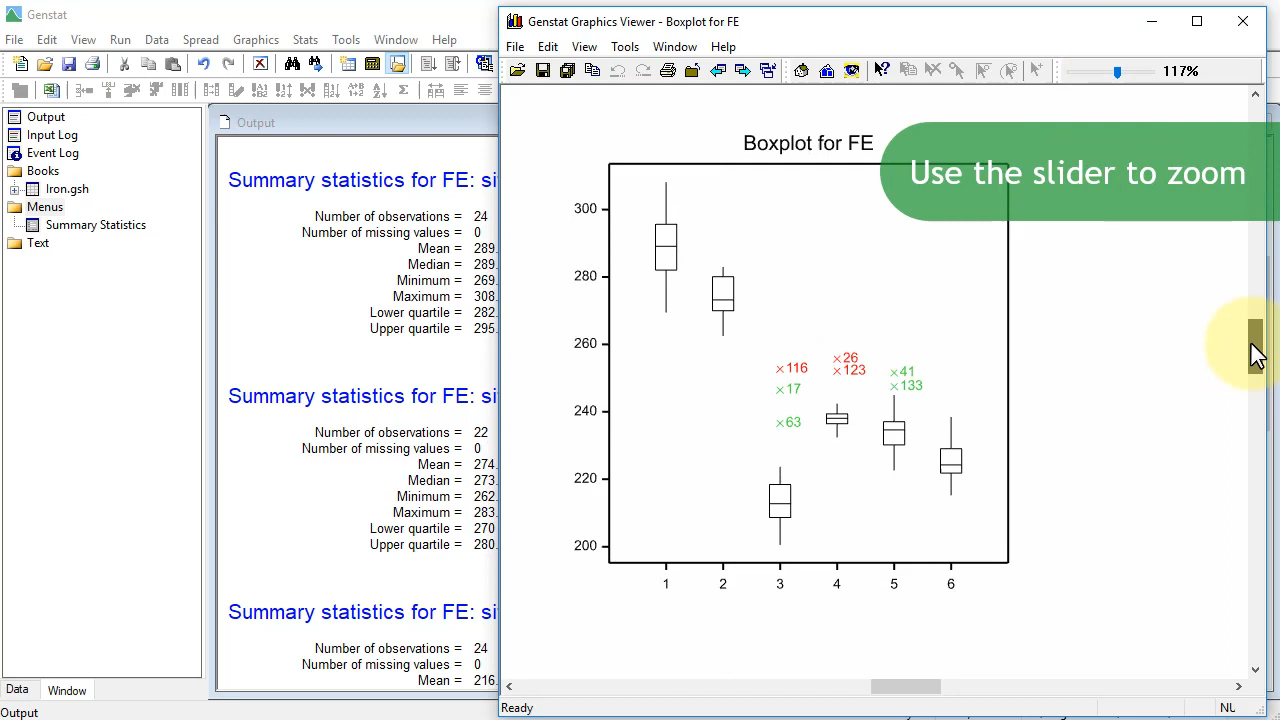 Genstat
File Edit View Run Data Spread Graphics Stats Tools Window Help
Output
Input Log
Event Log
Books
Iron.gsh
Menus
Summary Statistics
Text
Data Window
Output
Output
Summary statistics for FE: si
Number of observations = 24
Number of missing values = 0
Mean = 289.
Median = 289.
Minimum = 269.
Maximum = 308.
Lower quartile = 282.
Upper quartile = 295.
Summary statistics for FE: si
Number of observations = 22
Number of missing values = 0
Mean = 274.
Median = 273.
Minimum = 262.
Maximum = 283.
Lower quartile = 270
Upper quartile = 280.
Summary statistics for FE: si
Number of observations = 24
Number of missing values = 0
Mean = 216.
Genstat Graphics Viewer - Boxplot for FE
File Edit View Tools Window Help
117%
Boxplot for FE
Use the slider to zoom
300
280
260
240
220
200
116
17
63
26
123
41
133
1 2 3 4 5 6
Ready
NU